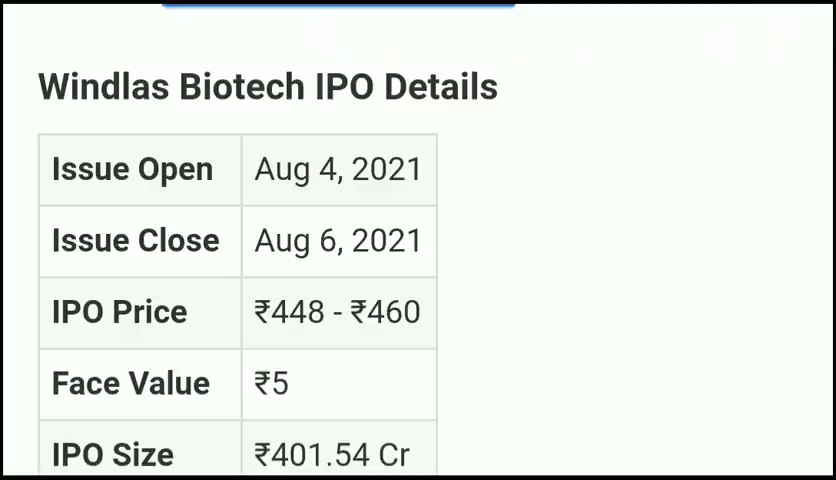 Windlas Biotech IPO Details
Issue Open Aug 4, 2021
Issue Close Aug 6, 2021
IPO Price ₹448 - ₹460
Face Value ₹5
IPO Size ₹401.54 Cr